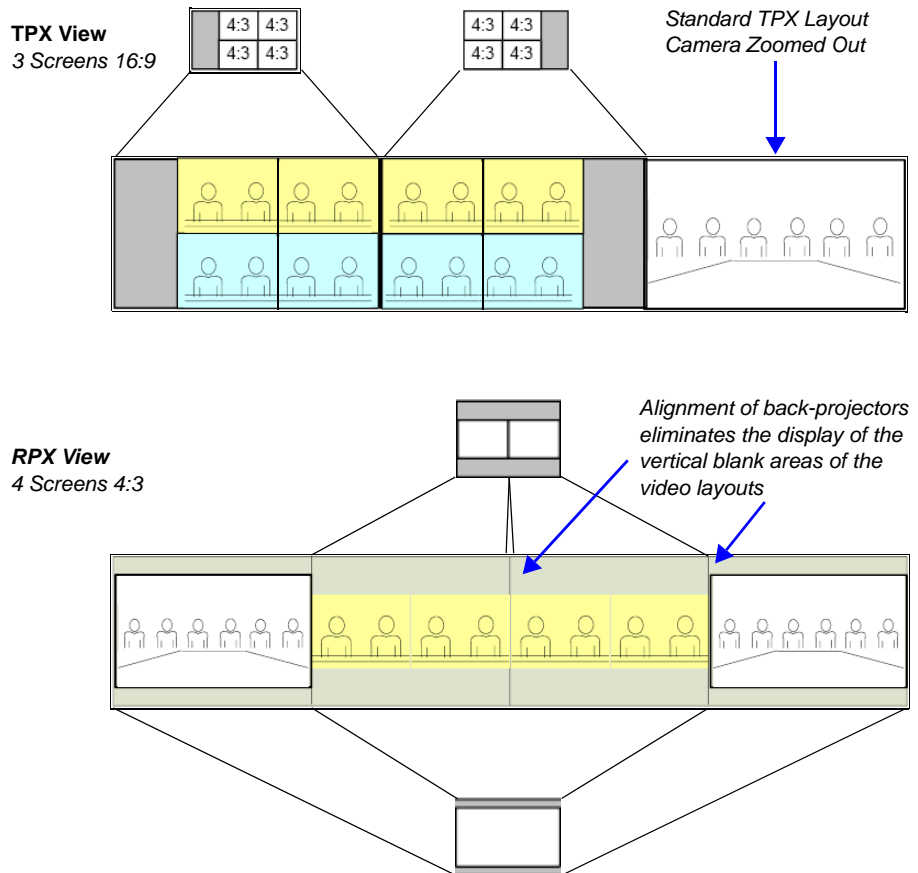 TPX View
3 Screens 16:9
4:3 4:3
4:3 4:3
4:3 4:3
4:3 4:3
Standard TPX Layout
Camera Zoomed Out
RPX View
4 Screens 4:3
Alignment of back-projectors
eliminates the display of the
vertical blank areas of the
video layouts